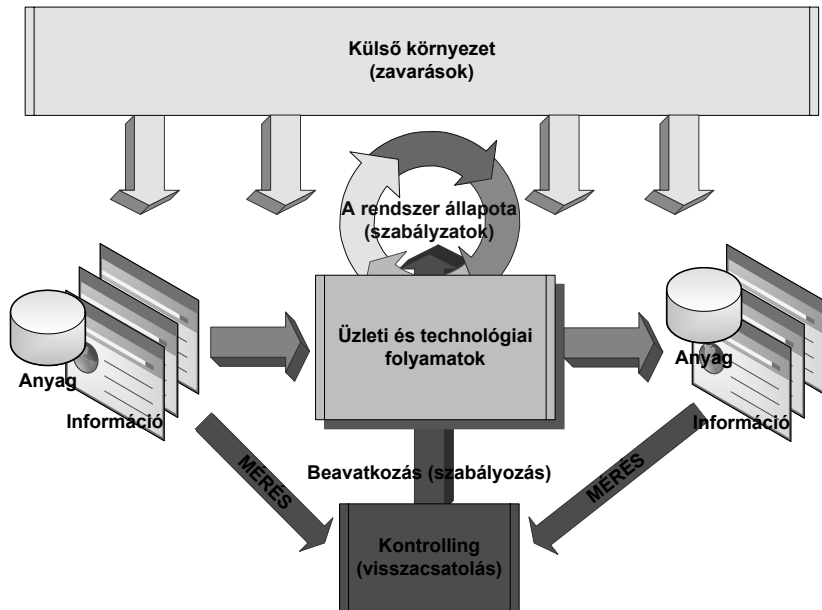 Külső környezet
(zavarások)
A rendszer állapota
(szabályzatok)
Üzleti és technológiai
folyamatok
Anyag
Információ
Anyag
Információ
MÉRÉS
Beavatkozás (szabályozás)
MÉRÉS
Kontrolling
(visszacsatolás)